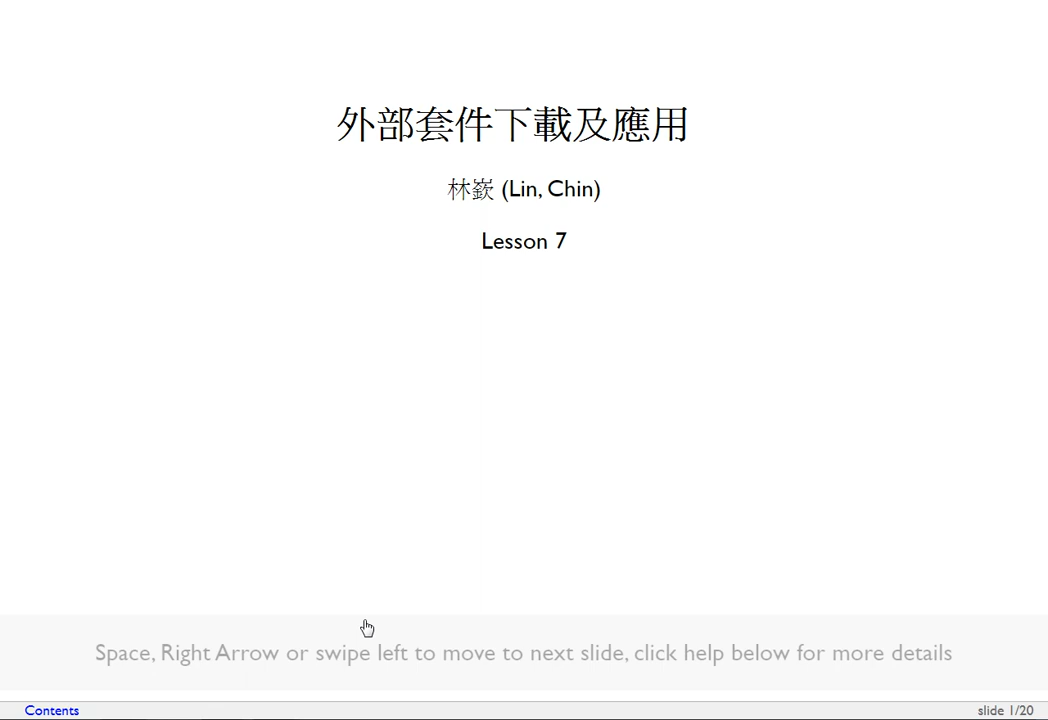 外部套件下載及應用
林嶔 (Lin, Chin)
Lesson 7
Space, Right Arrow or swipe left to move to next slide, click help below for more details
Contents
slide 1/20